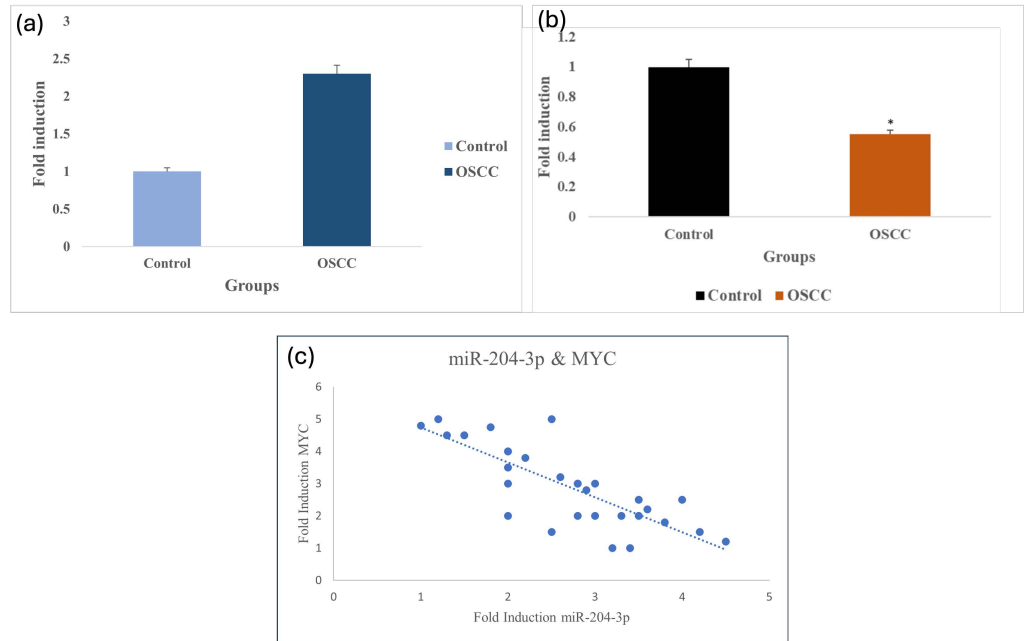 (a)
3
2.5
2
1.5
1
0.5
0
Fold induction
Control
OSCC
Groups
Control
OSCC
(b)
1.2
1
0.8
0.6
0.4
0.2
0
Fold induction
*
Control
OSCC
Groups
Control
OSCC
(c)
miR-204-3p & MYC
6
5
4
3
2
1
0
Fold Induction MYC
0
1
2
3
4
5
Fold Induction miR-204-3p